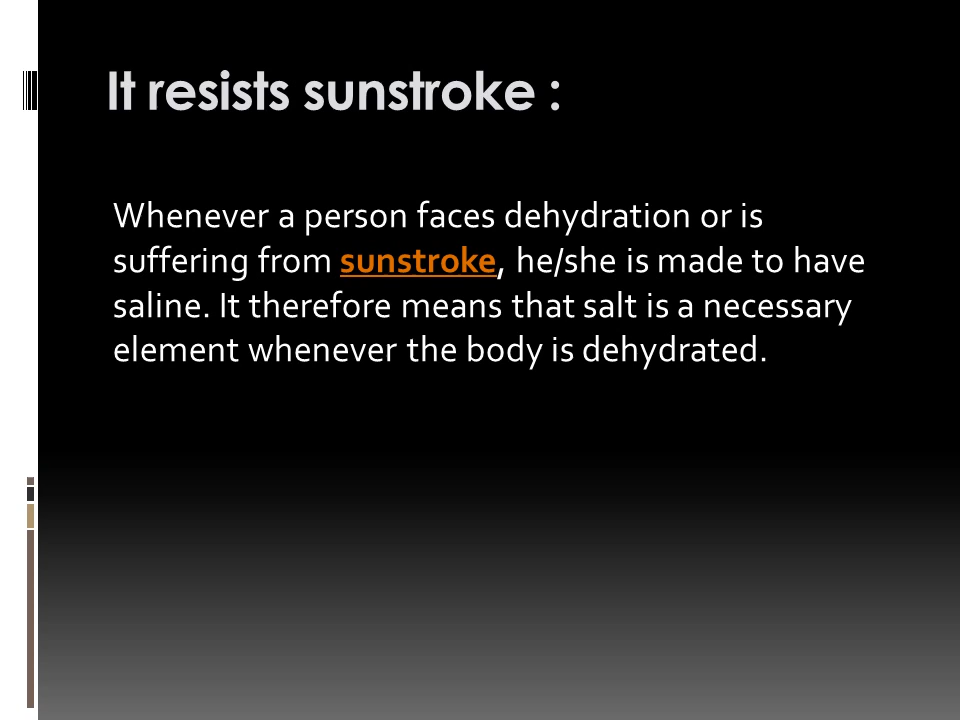 It resists sunstroke :
Whenever a person faces dehydration or is
suffering from sunstroke, he/she is made to have
saline. It therefore means that salt is a necessary
element whenever the body is dehydrated.